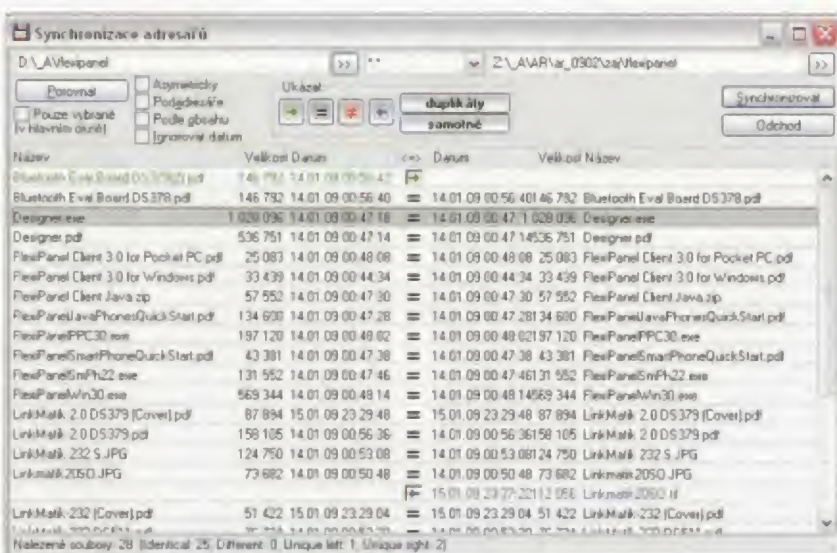 Synchronizace adresářů
D:\_A\flexipanel >> *.* Z:\_A\AR\ar_0302\zaj\flexipanel >>
Porovnat
Asymetricky
Podadresáře
Podle obsahu
Ignorovat datum
Pouze vybrané
(v hlavním okně)
Ukázat:
duplikáty
samotné
Synchronizovat
Odchod
Název Velikost Datum <=> Datum Velikost Název
Bluetooth Eval Board DS378.pdf 146 792 14.01.09 00:56:40 = 14.01.09 00:56:40 146 792 Bluetooth Eval Board DS378.pdf
Designer.exe 1 028 096 14.01.09 00:47:18 = 14.01.09 00:47: 1 028 096 Designer.exe
Designer.pdf 536 751 14.01.09 00:47:14 = 14.01.09 00:47:14 536 751 Designer.pdf
FlexiPanel Client 3.0 for Pocket PC.pdf 25 083 14.01.09 00:48:08 = 14.01.09 00:48:08 25 083 FlexiPanel Client 3.0 for Pocket PC.pdf
FlexiPanel Client 3.0 for Windows.pdf 33 439 14.01.09 00:44:34 = 14.01.09 00:44:34 33 439 FlexiPanel Client 3.0 for Windows.pdf
FlexiPanel Client Java.zip 57 552 14.01.09 00:47:30 = 14.01.09 00:47:30 57 552 FlexiPanel Client Java.zip
FlexiPanelJavaPhonesQuickStart.pdf 134 600 14.01.09 00:47:28 = 14.01.09 00:47:28 134 600 FlexiPanelJavaPhonesQuickStart.pdf
FlexiPanelPPC30.exe 197 120 14.01.09 00:48:02 = 14.01.09 00:48:02 197 120 FlexiPanelPPC30.exe
FlexiPanelSmartPhoneQuickStart.pdf 43 381 14.01.09 00:47:38 = 14.01.09 00:47:38 43 381 FlexiPanelSmartPhoneQuickStart.pdf
FlexiPanelSmPh22.exe 131 552 14.01.09 00:47:46 = 14.01.09 00:47:46 131 552 FlexiPanelSmPh22.exe
FlexiPanelWin30.exe 569 344 14.01.09 00:48:14 = 14.01.09 00:48:14 569 344 FlexiPanelWin30.exe
LinkMatik 2.0 DS379 (Cover).pdf 87 894 15.01.09 23:29:48 = 15.01.09 23:29:48 87 894 LinkMatik 2.0 DS379 (Cover).pdf
LinkMatik 2.0 DS379.pdf 158 105 14.01.09 00:56:36 = 14.01.09 00:56:36 158 105 LinkMatik 2.0 DS379.pdf
LinkMatik 232 S.JPG 124 750 14.01.09 00:53:08 = 14.01.09 00:53:08 124 750 LinkMatik 232 S.JPG
Linkmatik 20SO.JPG 73 682 14.01.09 00:50:48 = 14.01.09 00:50:48 73 682 Linkmatik 20SO.JPG
LinkMatik-232 (Cover).pdf 51 422 15.01.09 23:29:04 = 15.01.09 23:29:04 51 422 LinkMatik-232 (Cover).pdf
Nalezené soubory: 28 (Identical: 25, Different: 0, Unique left: 1, Unique right: 2)